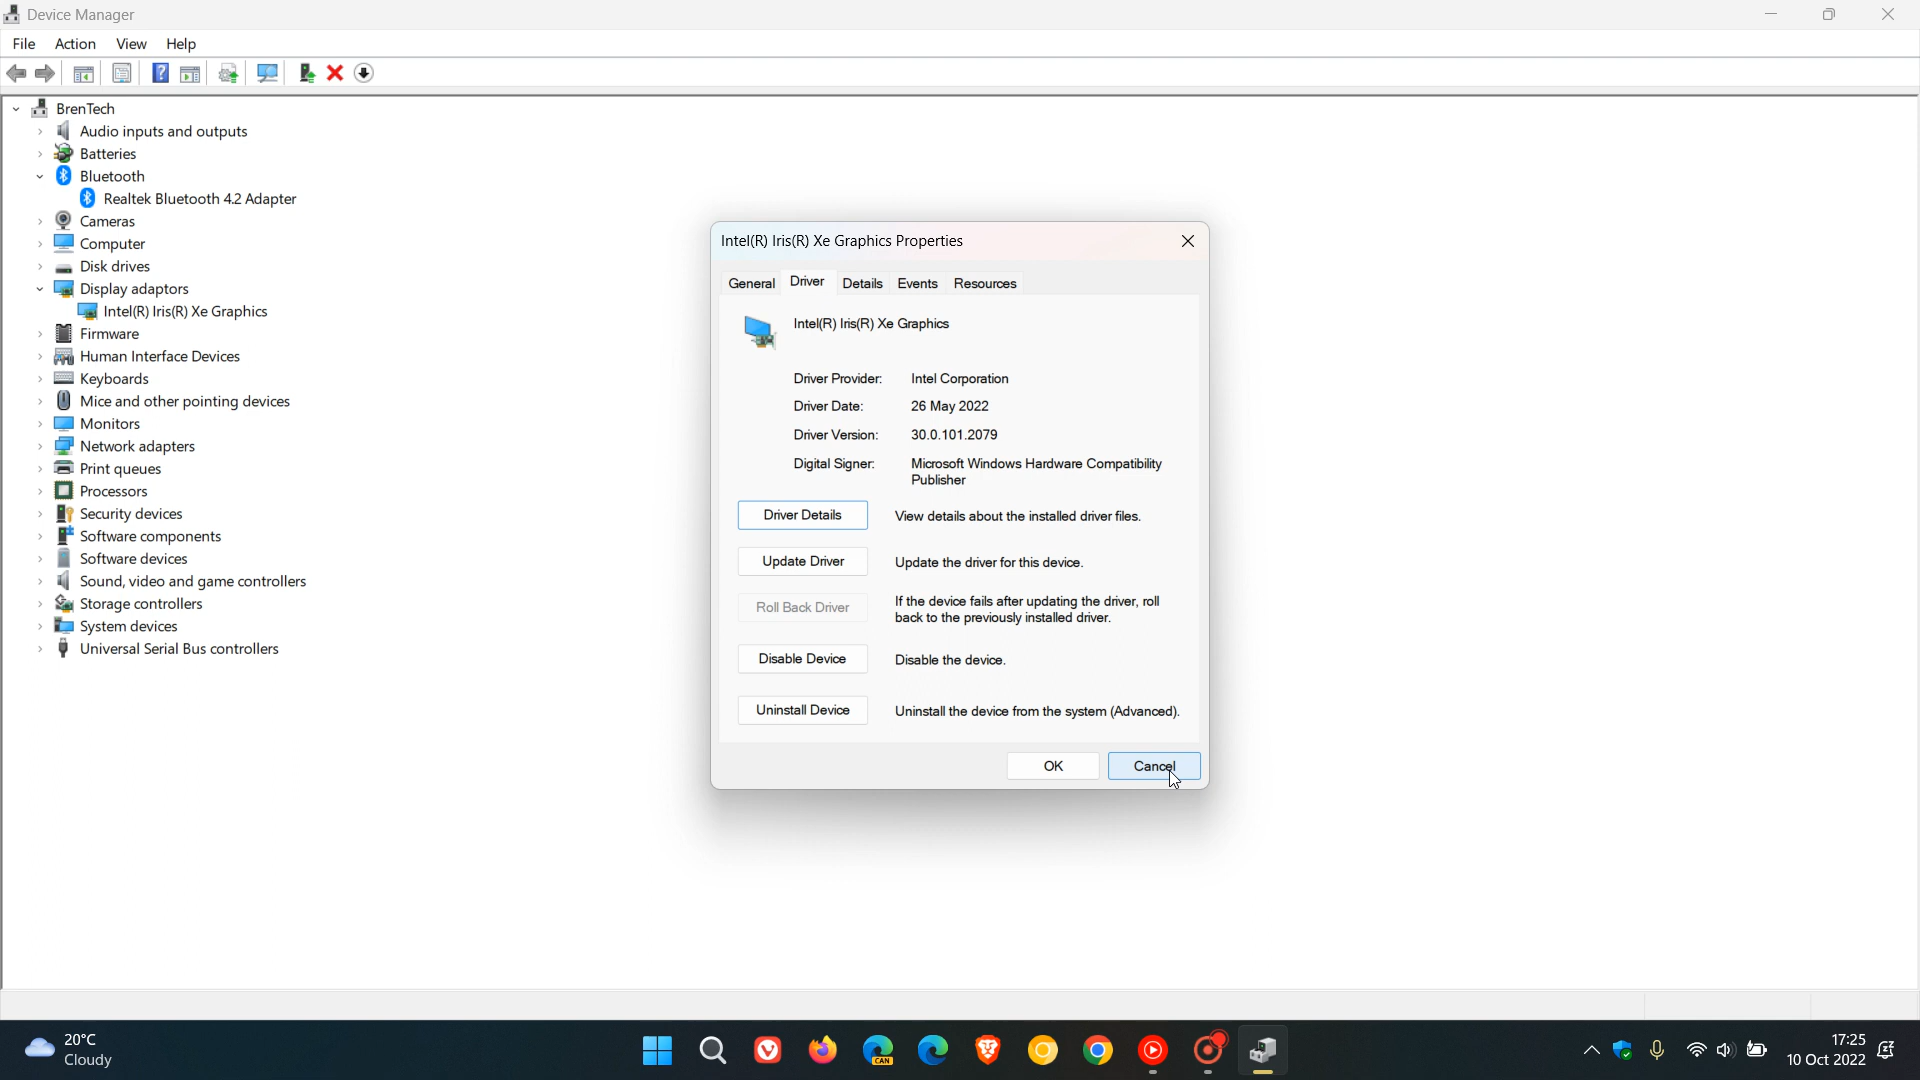 Device Manager
File Action View Help
BrenTech
Audio inputs and outputs
Batteries
Bluetooth
Realtek Bluetooth 4.2 Adapter
Cameras
Computer
Disk drives
Display adaptors
Intel(R) Iris(R) Xe Graphics
Firmware
Human Interface Devices
Keyboards
Mice and other pointing devices
Monitors
Network adapters
Print queues
Processors
Security devices
Software components
Software devices
Sound, video and game controllers
Storage controllers
System devices
Universal Serial Bus controllers
Intel(R) Iris(R) Xe Graphics Properties
General Driver Details Events Resources
Intel(R) Iris(R) Xe Graphics
Driver Provider: Intel Corporation
Driver Date: 26 May 2022
Driver Version: 30.0.101.2079
Digital Signer: Microsoft Windows Hardware Compatibility
Publisher
Driver Details View details about the installed driver files.
Update Driver Update the driver for this device.
Roll Back Driver If the device fails after updating the driver, roll
back to the previously installed driver.
Disable Device Disable the device.
Uninstall Device Uninstall the device from the system (Advanced).
OK Cancel
20°C
Cloudy
CAN
17:25
10 Oct 2022